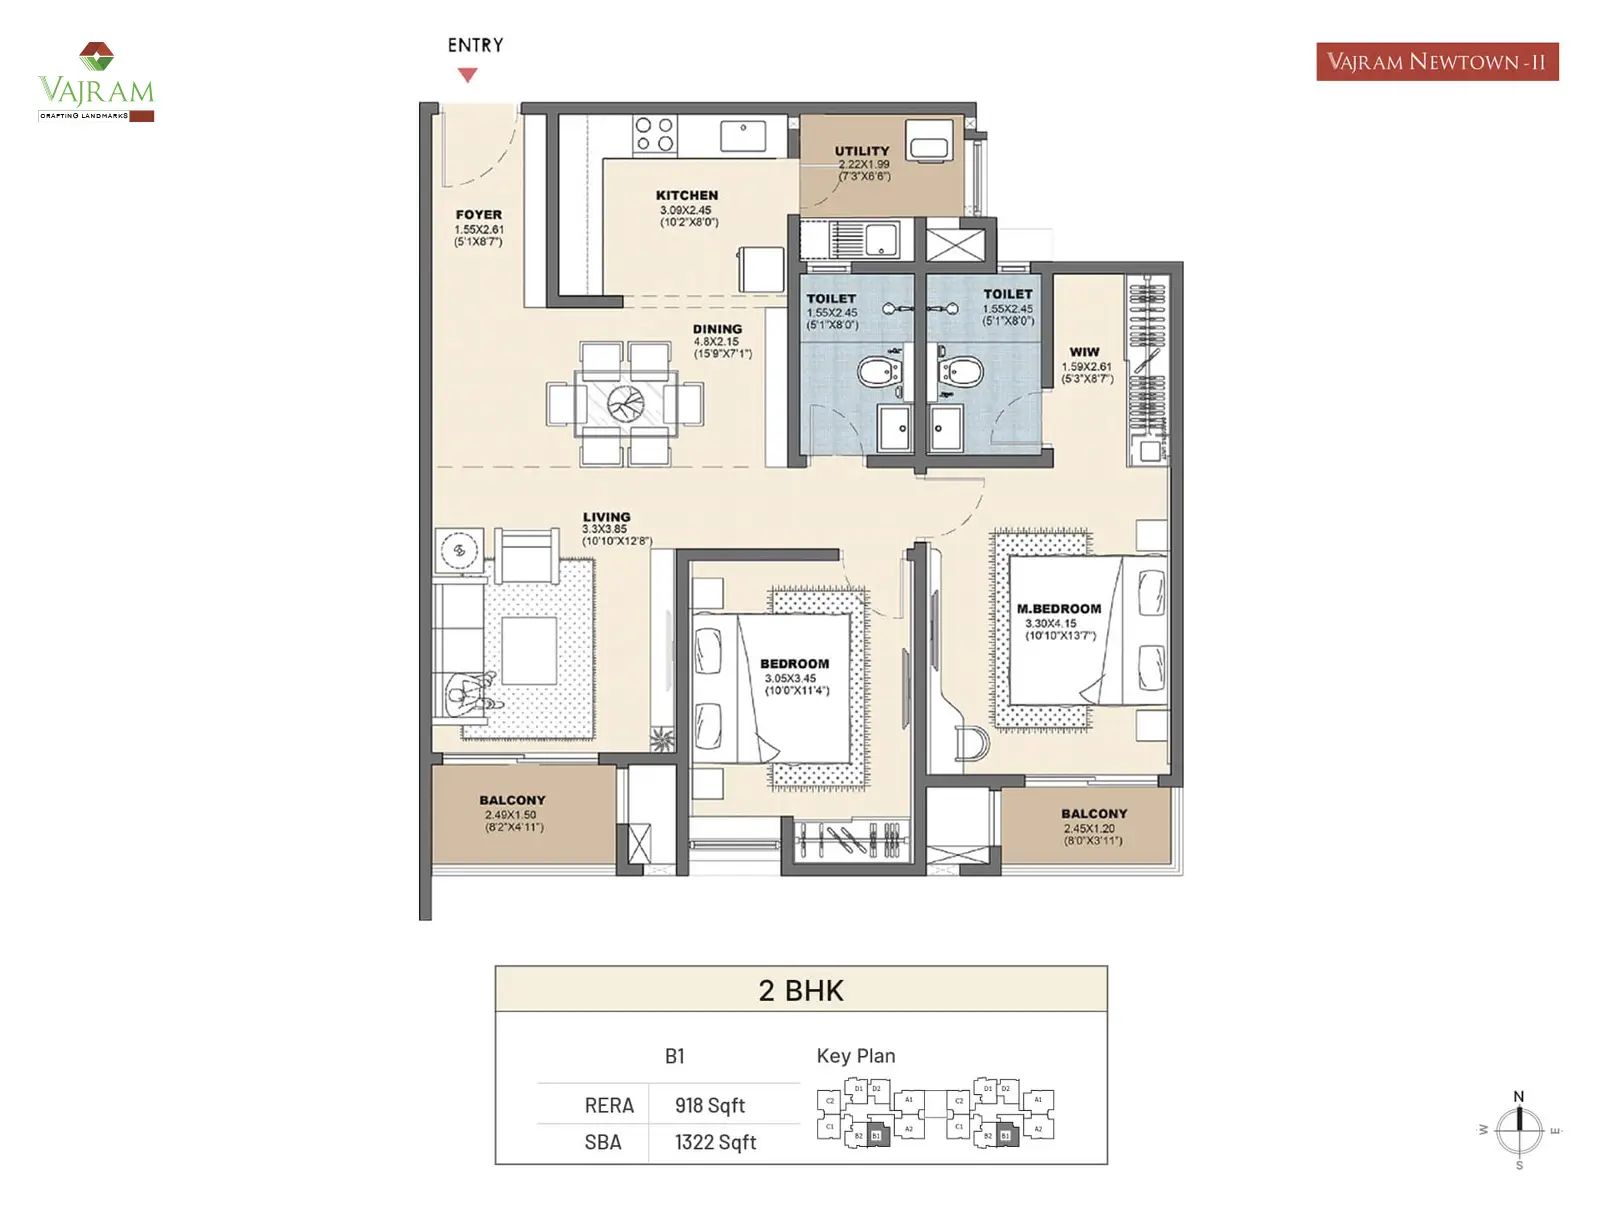 ENTRY
VAJRAM
CRAFTING LANDMARKS
VAJRAM NEWTOWN -II
UTILITY
2.22X1.99
(7'3"X6'6")
KITCHEN
3.09X2.45
(10'2"X8'0")
FOYER
1.55X2.61
(5'1X8'7")
TOILET
1.55X2.45
(5'1"X8'0")
TOILET
1.55X2.45
(5'1"X8'0")
DINING
4.8X2.15
(15'9"X7'1")
WIW
1.59X2.61
(5'3"X8'7")
LIVING
3.3X3.85
(10'10"X12'8")
M.BEDROOM
3.30X4.15
(10'10"X13'7")
BEDROOM
3.05X3.45
(10'0"X11'4")
BALCONY
2.49X1.50
(8'2"X4'11")
BALCONY
2.45X1.20
(8'0"X3'11")
2 BHK
B1
Key Plan
RERA 918 Sqft
SBA 1322 Sqft
D1 D2 D1 D2
C2 A1 C2 A1
C1 A2 C1 A2
B2 B1 B2 B1
N
W E
S